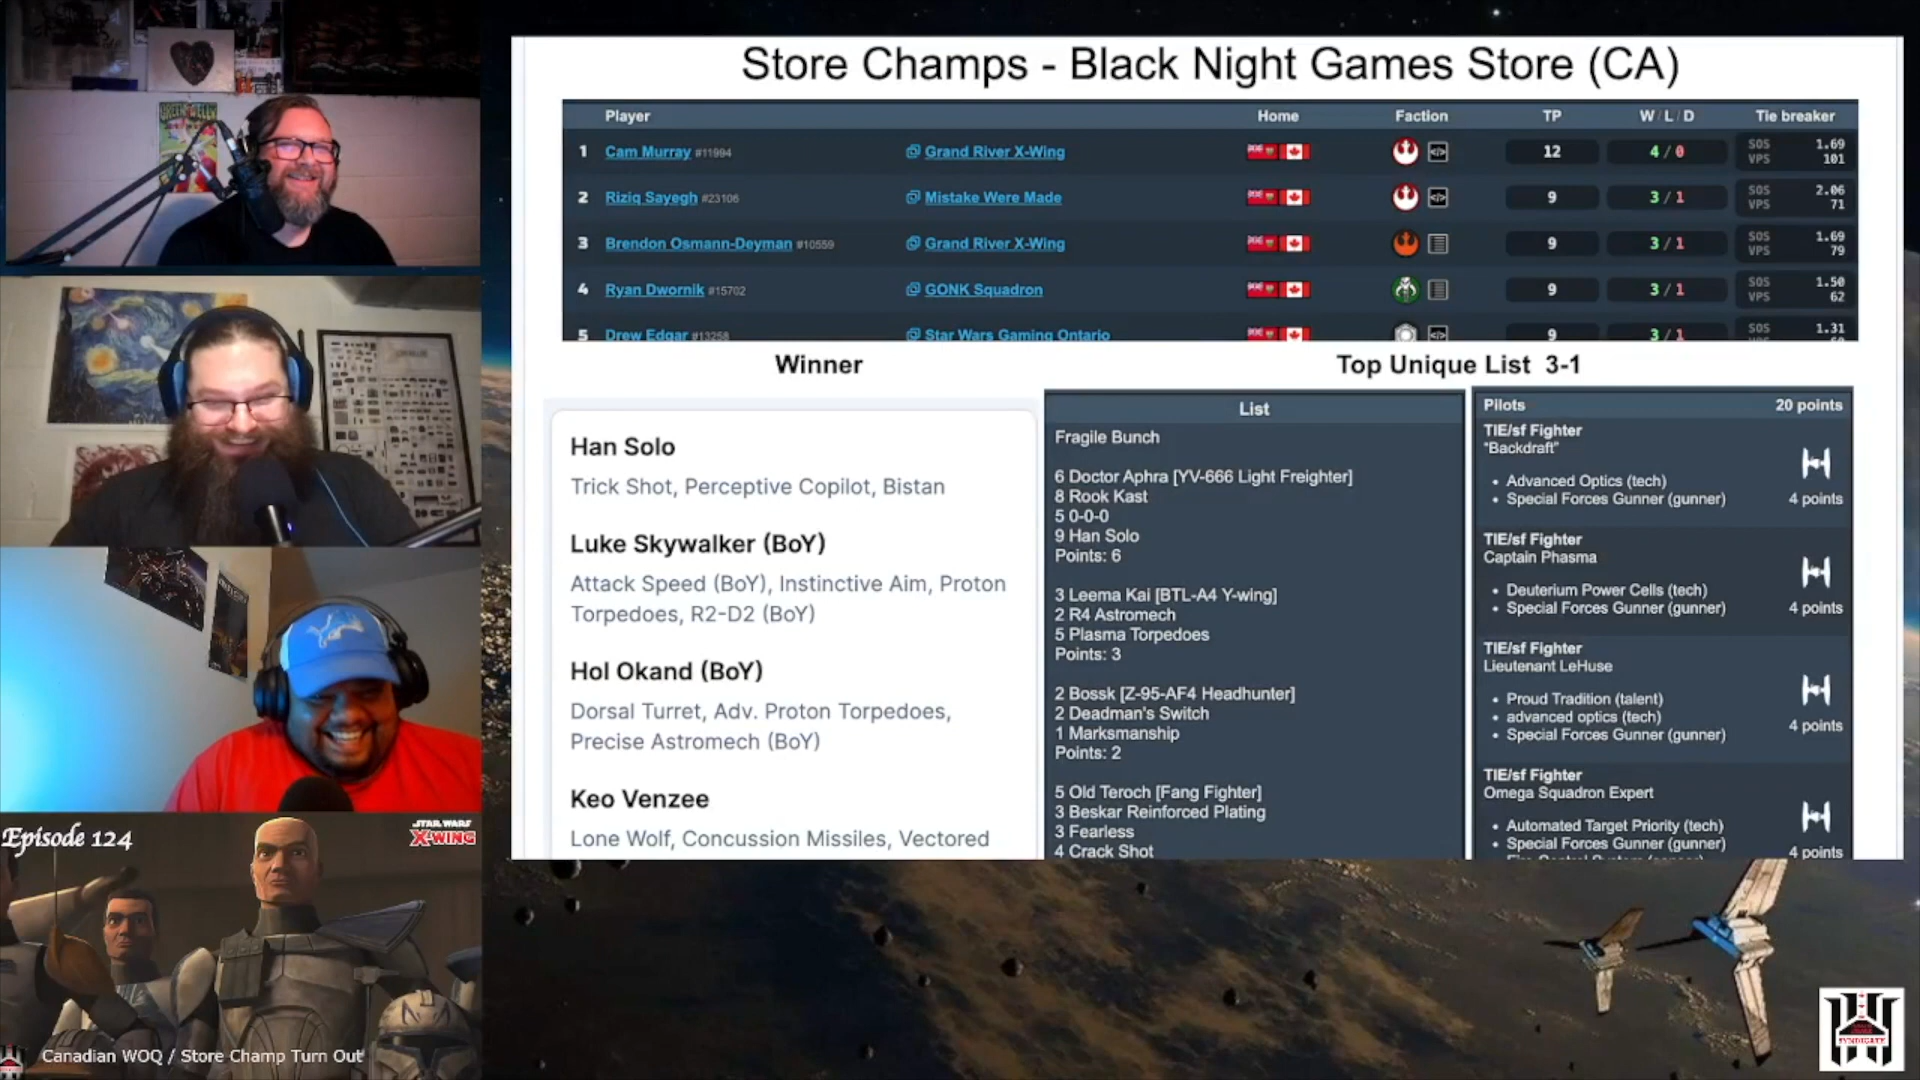 Store Champs - Black Night Games Store (CA)
Player Home Faction TP W / L / D Tie breaker
1 Cam Murray #11994 Grand River X-Wing 12 4 / 0 SOS 1.69
VPS 101
2 Riziq Sayegh #23106 Mistake Were Made 9 3 / 1 SOS 2.06
VPS 71
3 Brendon Osmann-Deyman #10559 Grand River X-Wing 9 3 / 1 SOS 1.69
VPS 79
4 Ryan Dwornik #15702 GONK Squadron 9 3 / 1 SOS 1.50
VPS 62
5 Drew Edgar #13258 Star Wars Gaming Ontario 9 3 / 1 SOS 1.31
VPS
Winner
Han Solo
Trick Shot, Perceptive Copilot, Bistan
Luke Skywalker (BoY)
Attack Speed (BoY), Instinctive Aim, Proton
Torpedoes, R2-D2 (BoY)
Hol Okand (BoY)
Dorsal Turret, Adv. Proton Torpedoes,
Precise Astromech (BoY)
Keo Venzee
Lone Wolf, Concussion Missiles, Vectored
Top Unique List 3-1
List
Fragile Bunch
6 Doctor Aphra [YV-666 Light Freighter]
8 Rook Kast
5 0-0-0
9 Han Solo
Points: 6
3 Leema Kai [BTL-A4 Y-wing]
2 R4 Astromech
5 Plasma Torpedoes
Points: 3
2 Bossk [Z-95-AF4 Headhunter]
2 Deadman's Switch
1 Marksmanship
Points: 2
5 Old Teroch [Fang Fighter]
3 Beskar Reinforced Plating
3 Fearless
4 Crack Shot
Pilots 20 points
TIE/sf Fighter
"Backdraft"
• Advanced Optics (tech)
• Special Forces Gunner (gunner)
4 points
TIE/sf Fighter
Captain Phasma
• Deuterium Power Cells (tech)
• Special Forces Gunner (gunner)
4 points
TIE/sf Fighter
Lieutenant LeHuse
• Proud Tradition (talent)
• advanced optics (tech)
• Special Forces Gunner (gunner)
4 points
TIE/sf Fighter
Omega Squadron Expert
• Automated Target Priority (tech)
• Special Forces Gunner (gunner)
4 points
Episode 124
STAR WARS
X-WING
Canadian WOQ / Store Champ Turn Out
SYNDICATE